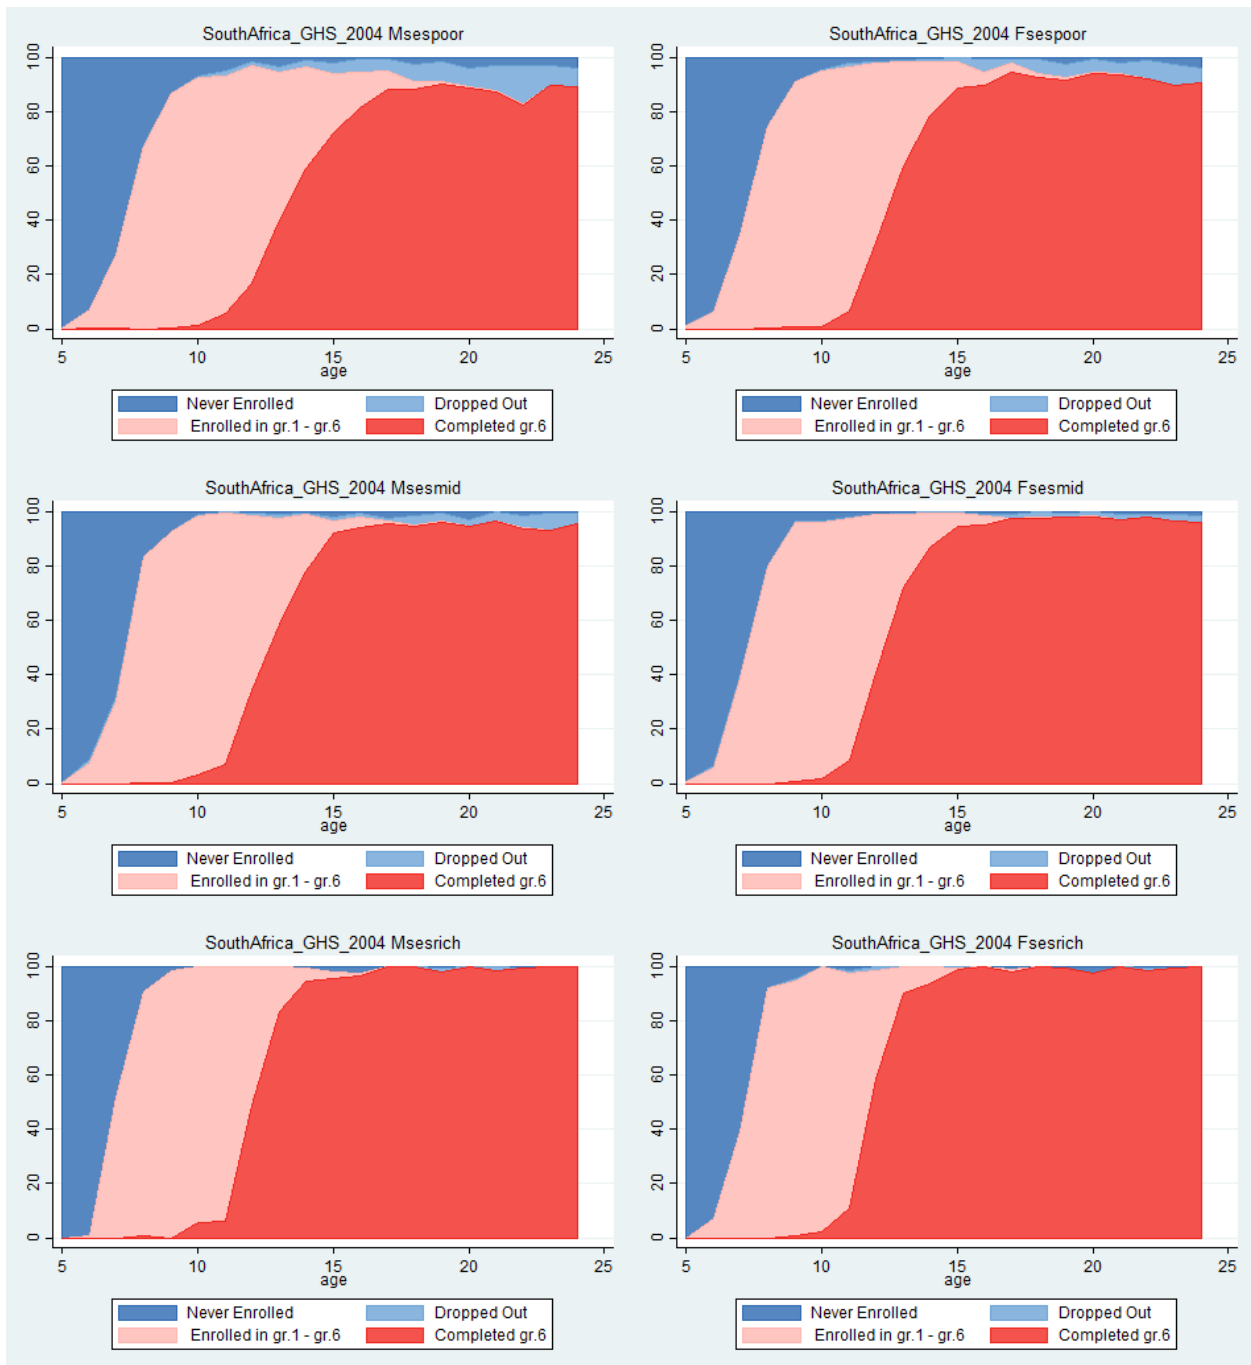 SouthAfrica_GHS_2004 Msespoor
100
80
60
40
20
0
5 10 15 20 25
age
Never Enrolled Dropped Out
Enrolled in gr.1 - gr.6 Completed gr.6
SouthAfrica_GHS_2004 Fsespoor
100
80
60
40
20
0
5 10 15 20 25
age
Never Enrolled Dropped Out
Enrolled in gr.1 - gr.6 Completed gr.6
SouthAfrica_GHS_2004 Msesmid
100
80
60
40
20
0
5 10 15 20 25
age
Never Enrolled Dropped Out
Enrolled in gr.1 - gr.6 Completed gr.6
SouthAfrica_GHS_2004 Fsesmid
100
80
60
40
20
0
5 10 15 20 25
age
Never Enrolled Dropped Out
Enrolled in gr.1 - gr.6 Completed gr.6
SouthAfrica_GHS_2004 Msesrich
100
80
60
40
20
0
5 10 15 20 25
age
Never Enrolled Dropped Out
Enrolled in gr.1 - gr.6 Completed gr.6
SouthAfrica_GHS_2004 Fsesrich
100
80
60
40
20
0
5 10 15 20 25
age
Never Enrolled Dropped Out
Enrolled in gr.1 - gr.6 Completed gr.6